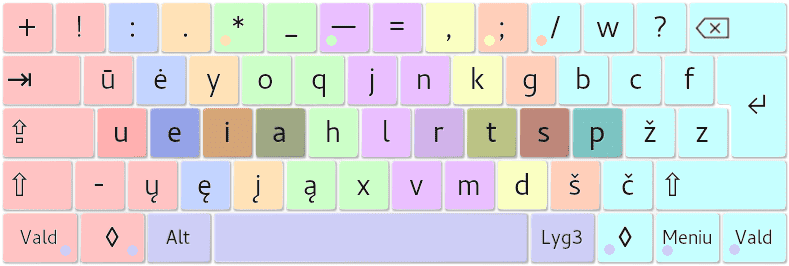 + ! : . * _ — = , ; / w ?
ū ė y o q j n k g b c f
u e i a h l r t s p ž z
- ų ę į ą x v m d š č
Vald ◊ Alt Lyg3 ◊ Meniu Vald